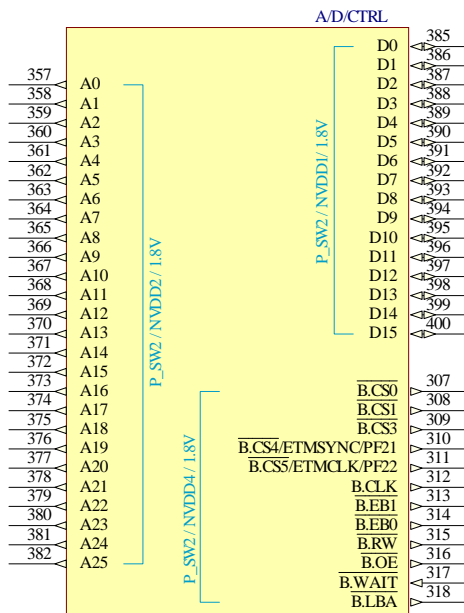 A/D/CTRL
D0 385
D1 386
357 A0 D2 387
358 A1 D3 388
359 A2 D4 389
360 A3 D5 390
361 A4 D6 391
362 A5 D7 392
363 A6 D8 393
364 A7 D9 394
365 A8 D10 395
366 A9 D11 396
367 A10 D12 397
368 A11 D13 398
369 A12 D14 399
370 A13 D15 400
371 A14
372 A15
373 A16 B.CS0 307
374 A17 B.CS1 308
375 A18 B.CS3 309
376 A19 B.CS4/ETMSYNC/PF21 310
377 A20 B.CS5/ETMCLK/PF22 311
378 A21 B.CLK 312
379 A22 B.EB1 313
380 A23 B.EB0 314
381 A24 B.RW 315
382 A25 B.OE 316
B.WAIT 317
B.LBA 318
P_SW2 / NVDD2 / 1.8V
P_SW2 / NVDD1/ 1.8V
P_SW2 / NVDD4 / 1.8V